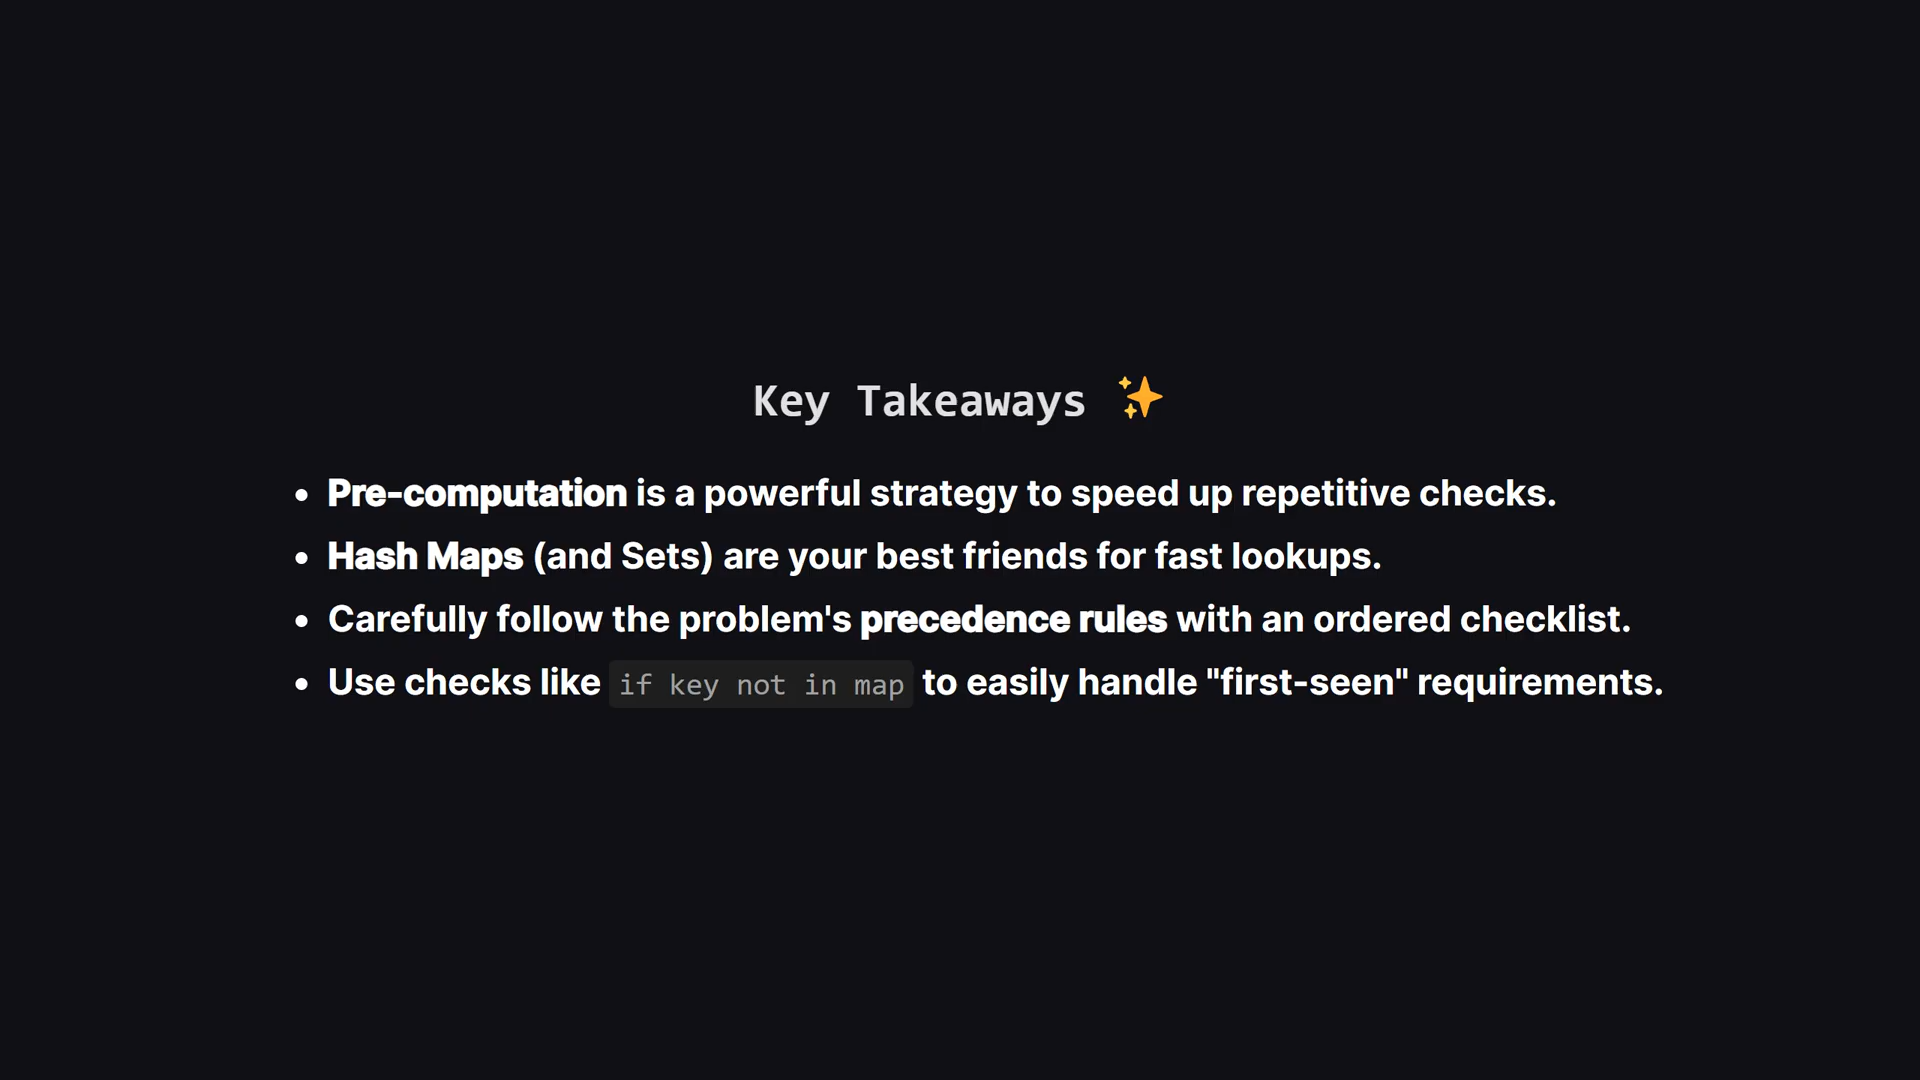 Key Takeaways ✨
• Pre-computation is a powerful strategy to speed up repetitive checks.
• Hash Maps (and Sets) are your best friends for fast lookups.
• Carefully follow the problem's precedence rules with an ordered checklist.
• Use checks like if key not in map to easily handle "first-seen" requirements.